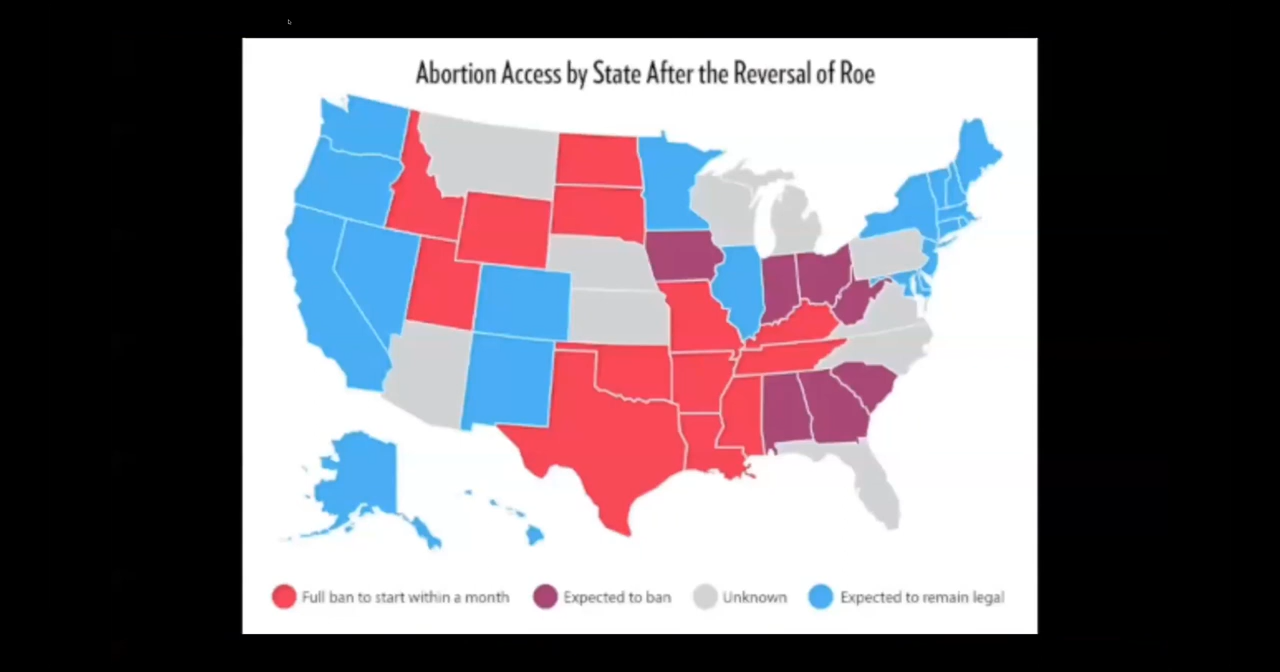 Abortion Access by State After the Reversal of Roe
Full ban to start within a month
Expected to ban
Unknown
Expected to remain legal